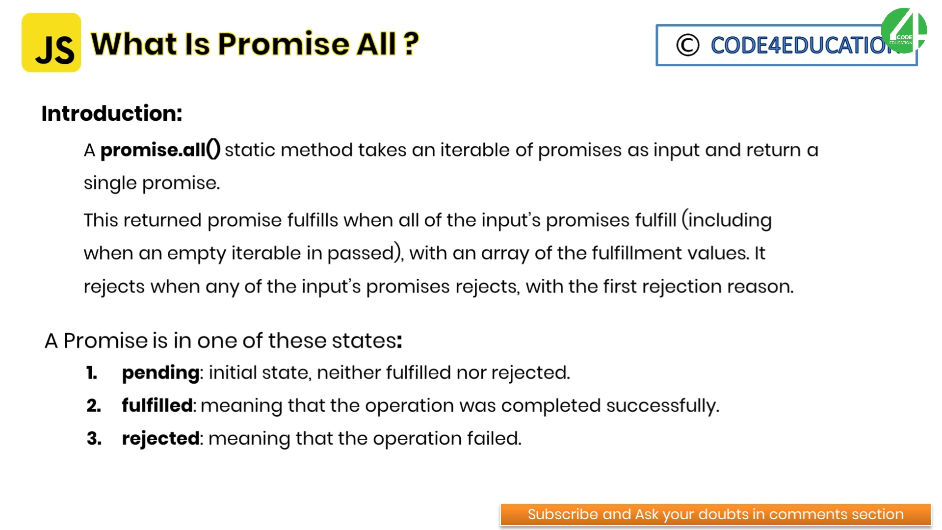 JS What Is Promise All ?
© CODE4EDUCATION
4 CODE EDUCATION
Introduction:
A promise.all() static method takes an iterable of promises as input and return a
single promise.
This returned promise fulfills when all of the input's promises fulfill (including
when an empty iterable in passed), with an array of the fulfillment values. It
rejects when any of the input's promises rejects, with the first rejection reason.
A Promise is in one of these states:
1. pending: initial state, neither fulfilled nor rejected.
2. fulfilled: meaning that the operation was completed successfully.
3. rejected: meaning that the operation failed.
Subscribe and Ask your doubts in comments section